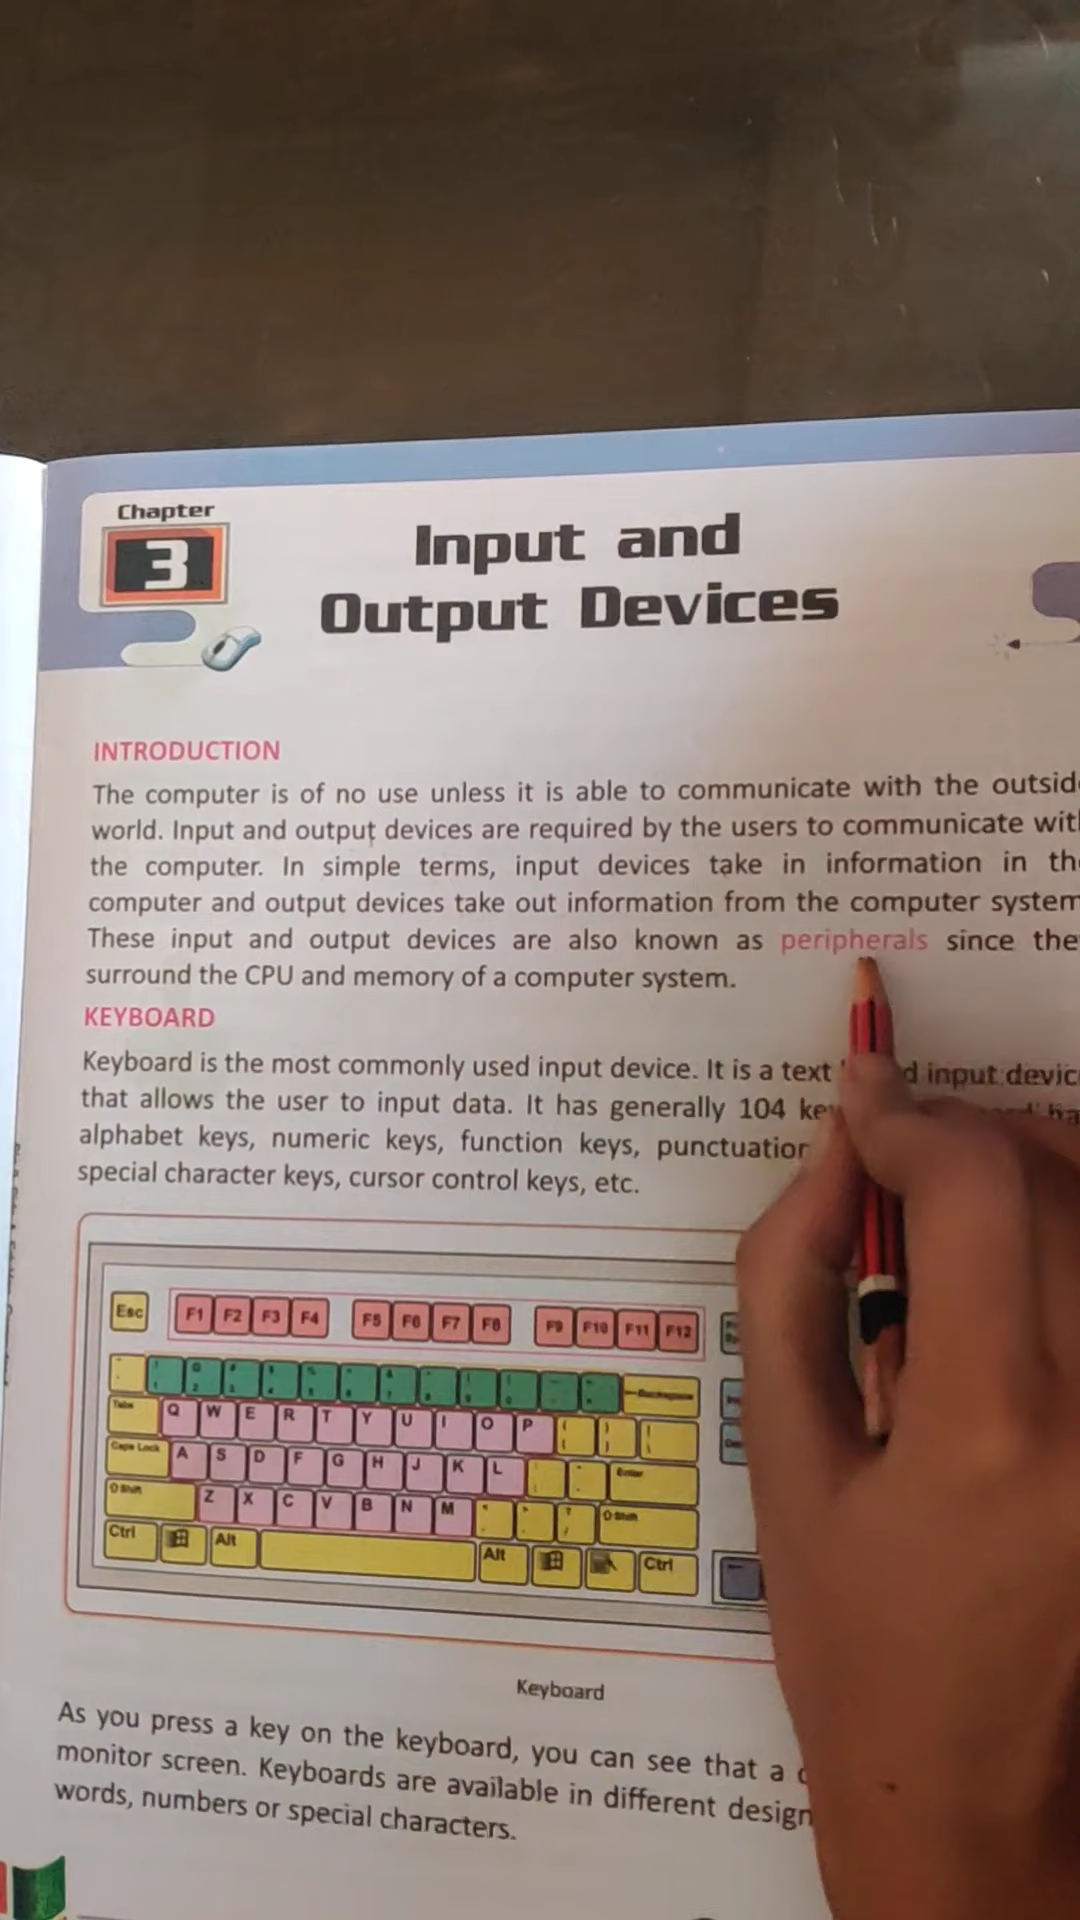 Chapter
3
Input and
Output Devices
INTRODUCTION
The computer is of no use unless it is able to communicate with the outsid
world. Input and output devices are required by the users to communicate wit
the computer. In simple terms, input devices take in information in th
computer and output devices take out information from the computer system
These input and output devices are also known as peripherals since the
surround the CPU and memory of a computer system.
KEYBOARD
Keyboard is the most commonly used input device. It is a text d input devic
that allows the user to input data. It has generally 104 ke ha
alphabet keys, numeric keys, function keys, punctuation
special character keys, cursor control keys, etc.
Esc F1 F2 F3 F4 F5 F6 F7 F8 F9 F10 F11 F12
Backspace
Tabs Q W E R T Y U I O P
Caps Lock A S D F G H J K L Enter
Shift Z X C V B N M Shift
Ctrl Alt Alt Ctrl
Keyboard
As you press a key on the keyboard, you can see that a
monitor screen. Keyboards are available in different design
words, numbers or special characters.